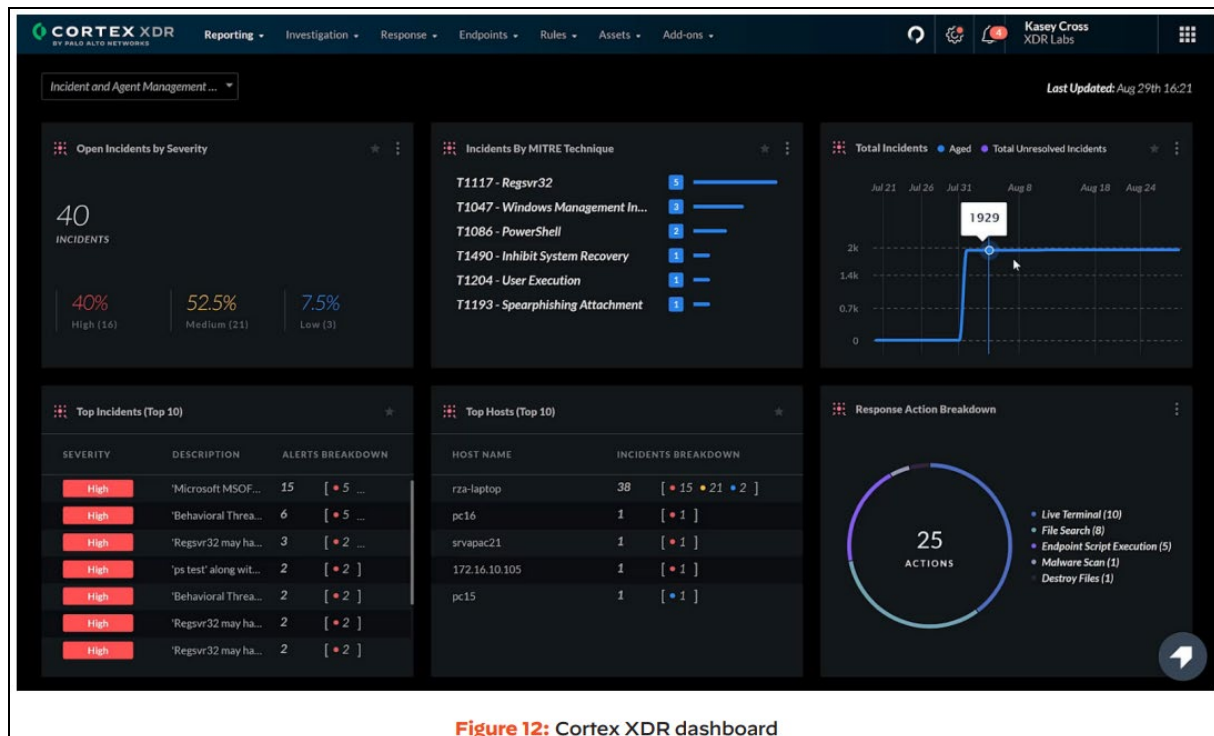 CORTEX XDR
BY PALO ALTO NETWORKS
Reporting Investigation Response Endpoints Rules Assets Add-ons
4
Kasey Cross
XDR Labs
Incident and Agent Management ...
Last Updated: Aug 29th 16:21
Open Incidents by Severity
40
INCIDENTS
40% 52.5% 7.5%
High (16) Medium (21) Low (3)
Incidents By MITRE Technique
T1117 - Regsvr32 5
T1047 - Windows Management In... 3
T1086 - PowerShell 2
T1490 - Inhibit System Recovery 1
T1204 - User Execution 1
T1193 - Spearphishing Attachment 1
Total Incidents Aged Total Unresolved Incidents
Jul 21 Jul 26 Jul 31 Aug 8 Aug 18 Aug 24
1929
2k
1.4k
0.7k
0
Top Incidents (Top 10)
SEVERITY DESCRIPTION ALERTS BREAKDOWN
High 'Microsoft MSOF... 15 [ • 5 ...
High 'Behavioral Threa... 6 [ • 5 ...
High 'Regsvr32 may ha... 3 [ • 2 ...
High 'ps test' along wit... 2 [ • 2 ]
High 'Behavioral Threa... 2 [ • 2 ]
High 'Regsvr32 may ha... 2 [ • 2 ]
High 'Regsvr32 may ha... 2 [ • 2 ]
Top Hosts (Top 10)
HOST NAME INCIDENTS BREAKDOWN
rza-laptop 38 [ • 15 • 21 • 2 ]
pc16 1 [ • 1 ]
srvapac21 1 [ • 1 ]
172.16.10.105 1 [ • 1 ]
pc15 1 [ • 1 ]
Response Action Breakdown
25
ACTIONS
Live Terminal (10)
File Search (8)
Endpoint Script Execution (5)
Malware Scan (1)
Destroy Files (1)
Figure 12: Cortex XDR dashboard